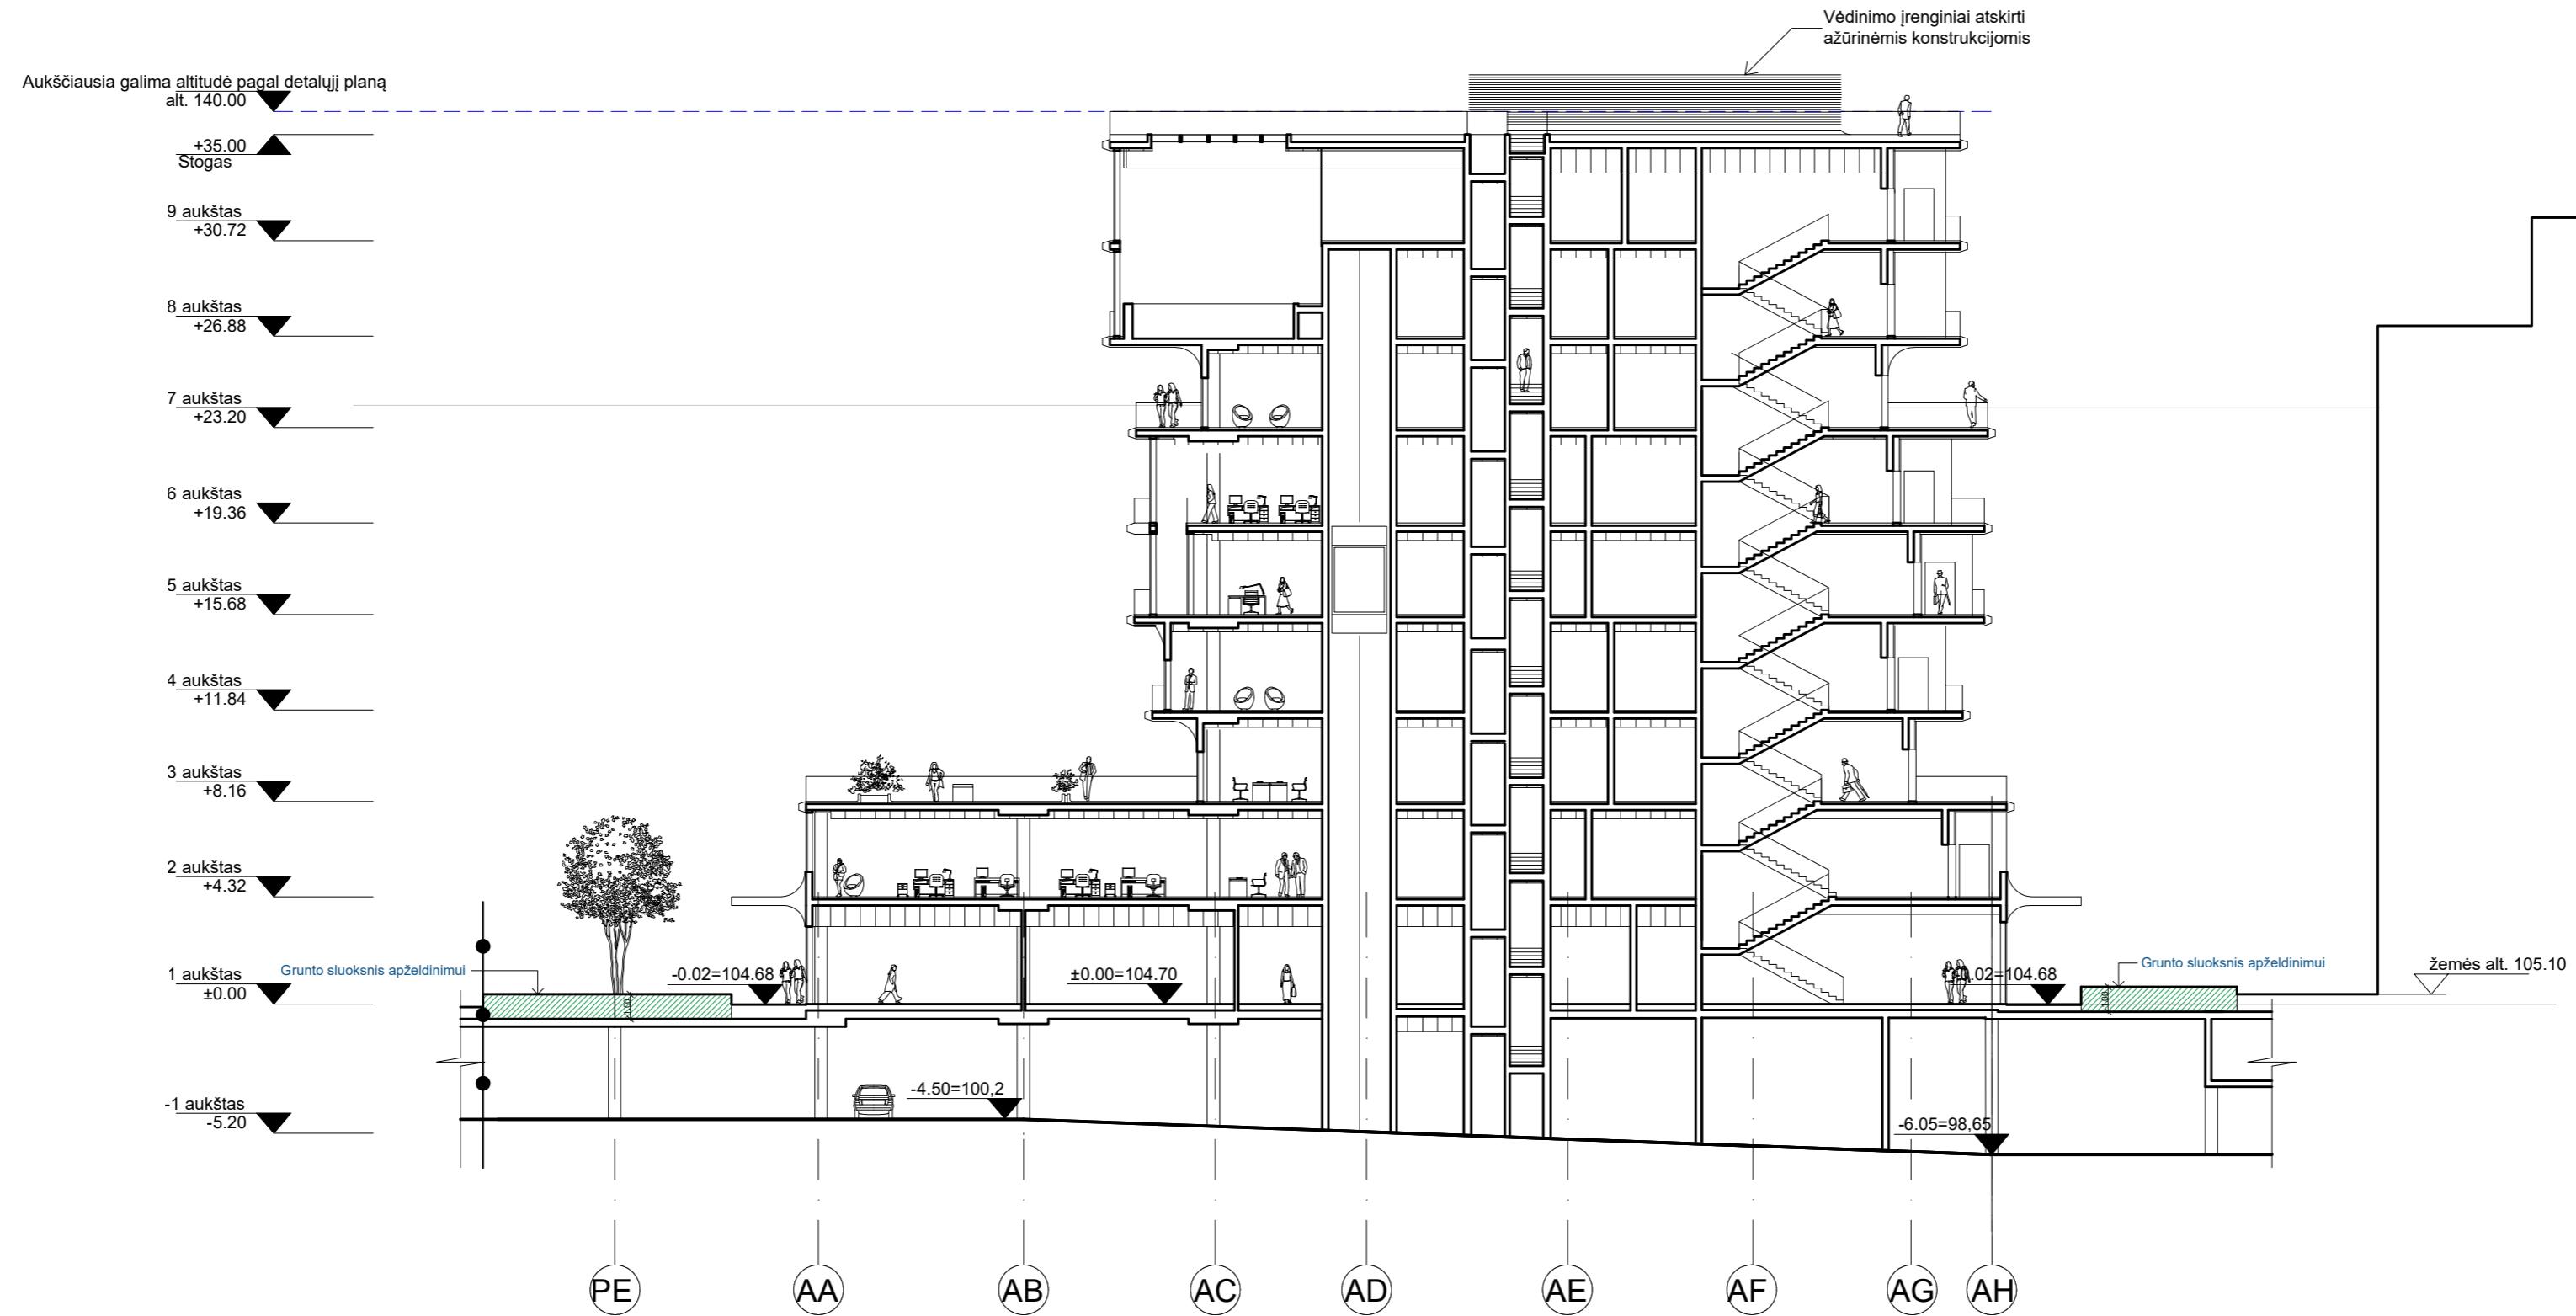 Vėdinimo įrenginiai atskirti
ažūrinėmis konstrukcijomis
Aukščiausia galima altitudė pagal detalųjį planą
alt. 140.00
+35.00
Stogas
9 aukštas
+30.72
8 aukštas
+26.88
7 aukštas
+23.20
6 aukštas
+19.36
5 aukštas
+15.68
4 aukštas
+11.84
3 aukštas
+8.16
2 aukštas
+4.32
1 aukštas
±0.00
Grunto sluoksnis apželdinimui
1.00
-0.02=104.68
±0.00=104.70
.02=104.68
Grunto sluoksnis apželdinimui
1.00
žemės alt. 105.10
-1 aukštas
-5.20
-4.50=100,2
-6.05=98,65
PE
AA
AB
AC
AD
AE
AF
AG
AH